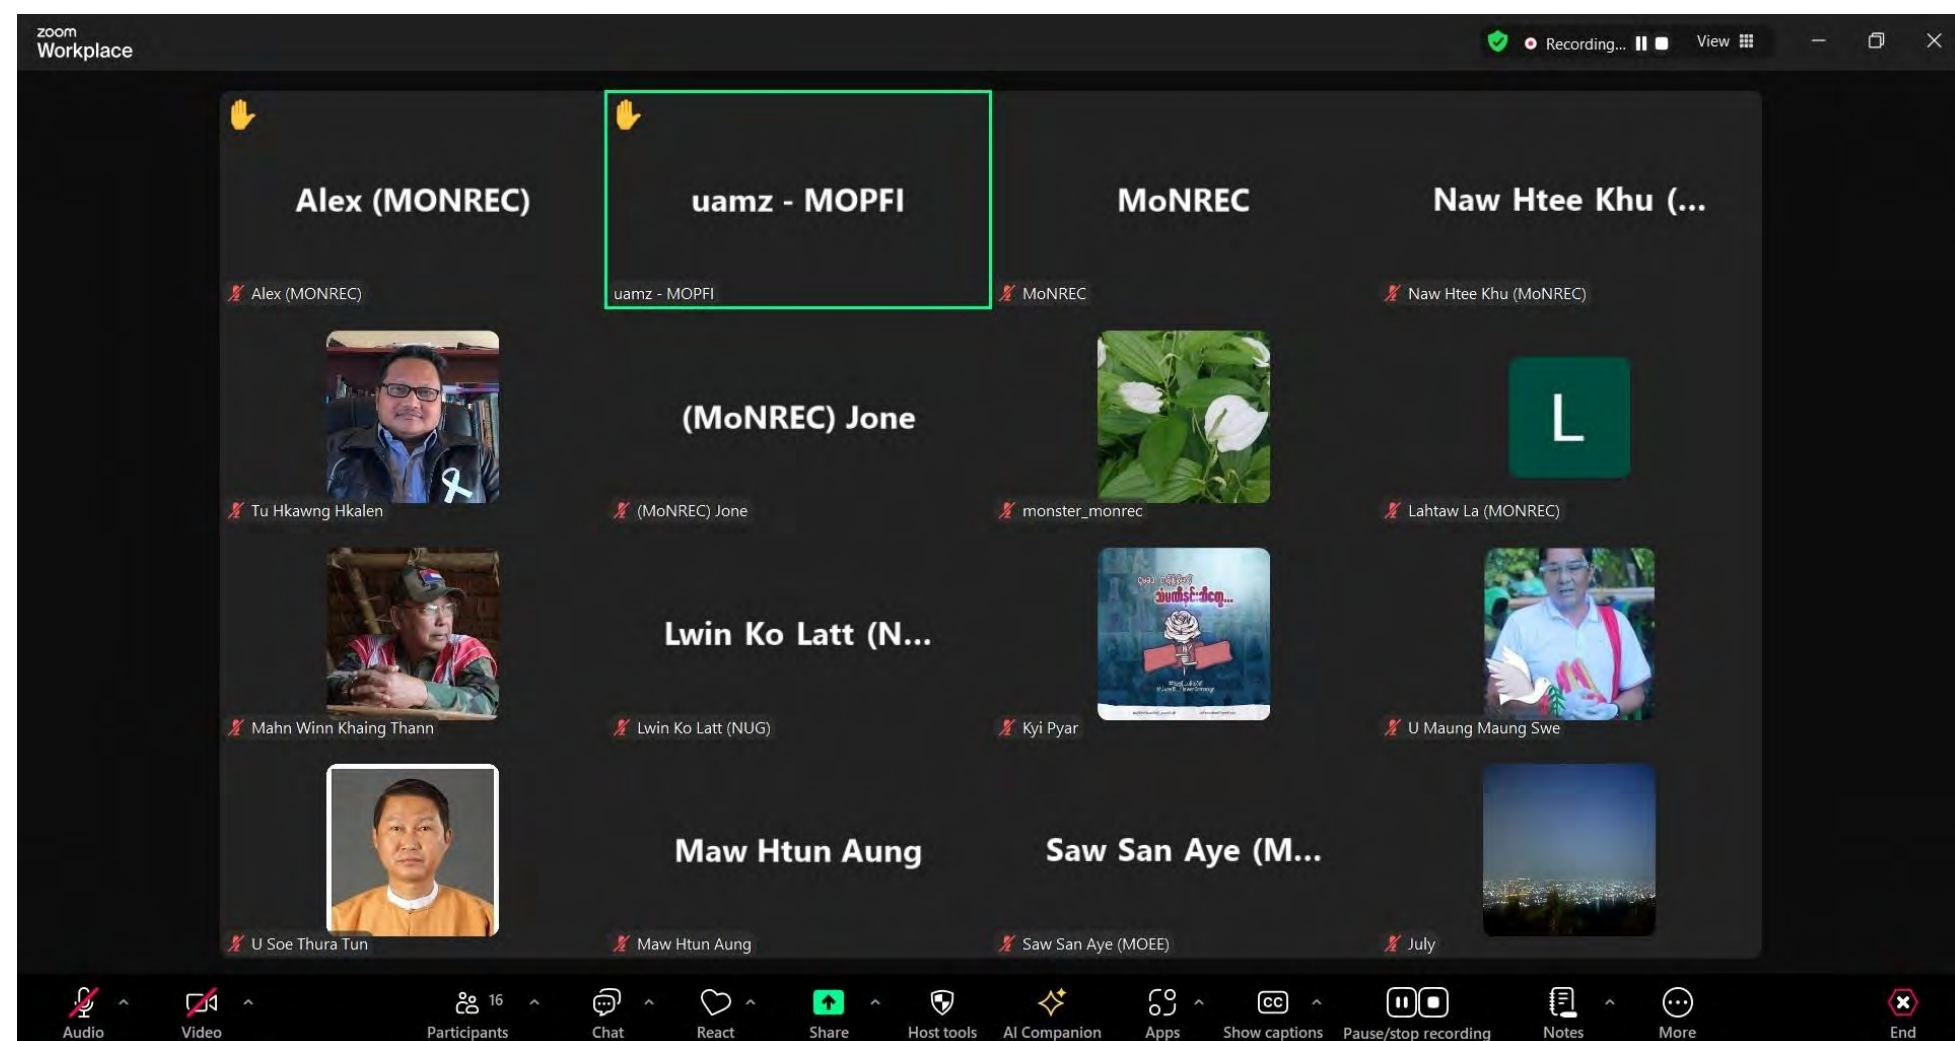 zoom
Workplace
Recording...
View
Alex (MONREC)
uamz - MOPFI
MoNREC
Naw Htee Khu (...
Alex (MONREC)
uamz - MOPFI
MoNREC
Naw Htee Khu (MoNREC)
(MoNREC) Jone
L
Tu Hkawng Hkalen
(MoNREC) Jone
monster_monrec
Lahtaw La (MONREC)
Lwin Ko Latt (N...
Mahn Winn Khaing Thann
Lwin Ko Latt (NUG)
Kyi Pyar
U Maung Maung Swe
Maw Htun Aung
Saw San Aye (M...
U Soe Thura Tun
Maw Htun Aung
Saw San Aye (MOEE)
July
16
CC
Audio
Video
Participants
Chat
React
Share
Host tools
AI Companion
Apps
Show captions
Pause/stop recording
Notes
More
End